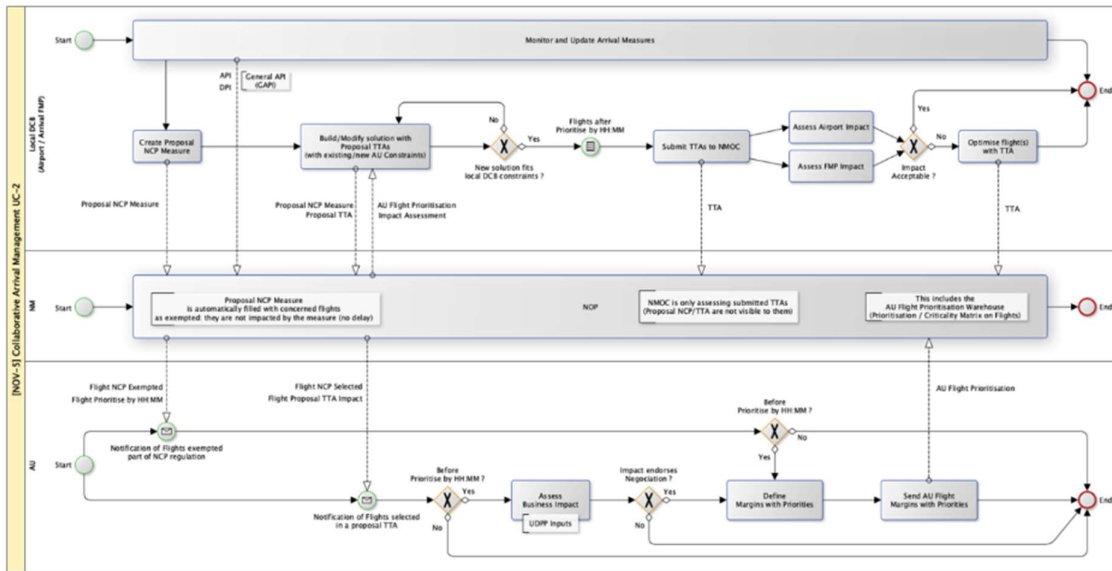 [NOV-5] Collaborative Arrival Management UC-2
Local DCB
(Airport / Arrival FMP)
Start
Monitor and Update Arrival Measures
API
DPI
General API
(GAPI)
End
Create Proposal
NCP Measure
Build/Modify solution with
Proposal TTAs
(with existing/new AU Constraints)
No
Yes
New solution fits
local DCB constraints ?
Flights after
Prioritise by HH:MM
Submit TTAs to NMOC
Assess Airport Impact
Assess FMP Impact
Yes
No
Impact
Acceptable ?
Optimise flight(s)
with TTA
Proposal NCP Measure
Proposal NCP Measure
Proposal TTA
AU Flight Prioritisation
Impact Assessment
TTA
TTA
NM
Start
Proposal NCP Measure
is automatically filled with concerned flights
as exempted: they are not impacted by the measure (no delay)
NOP
NMOC is only assessing submitted TTAs
(Proposal NCP/TTA are not visible to them)
This includes the
AU Flight Prioritisation Warehouse
(Prioritisation / Criticality Matrix on Flights)
End
AU
Flight NCP Exempted
Flight Prioritise by HH:MM
Flight NCP Selected
Flight Proposal TTA Impact
AU Flight Prioritisation
Start
Notification of Flights exempted
part of NCP regulation
Before
Prioritise by HH:MM ?
No
Yes
Notification of Flights selected
in a proposal TTA
Before
Prioritise by HH:MM ?
Yes
No
Assess
Business Impact
UDPP Inputs
Impact endorses
Negociation ?
Yes
No
Define
Margins with Priorities
Send AU Flight
Margins with Priorities
End